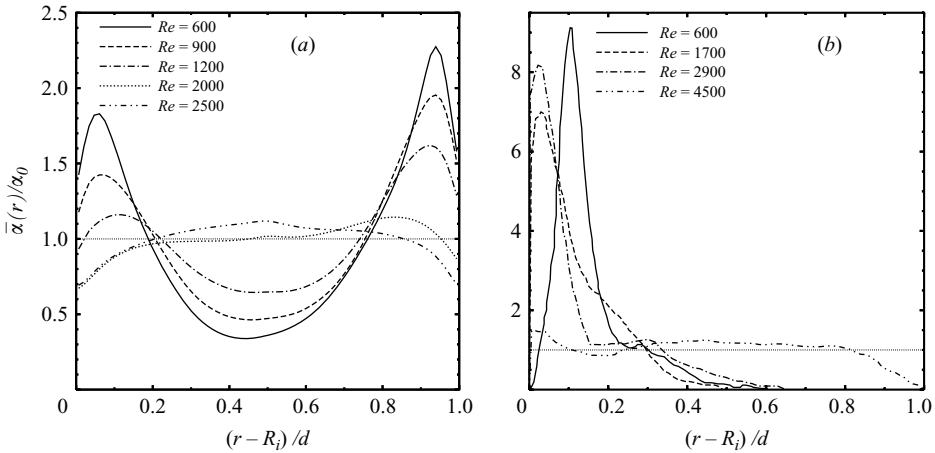 2.5
2.0
1.5
1.0
0.5
0
0.2
0.4
0.6
0.8
1.0
ᾱ(r)/α₀
(r – Rᵢ) /d
Re = 600
Re = 900
Re = 1200
Re = 2000
Re = 2500
(a)
8
6
4
2
0
0.2
0.4
0.6
0.8
1.0
(r – Rᵢ) /d
Re = 600
Re = 1700
Re = 2900
Re = 4500
(b)